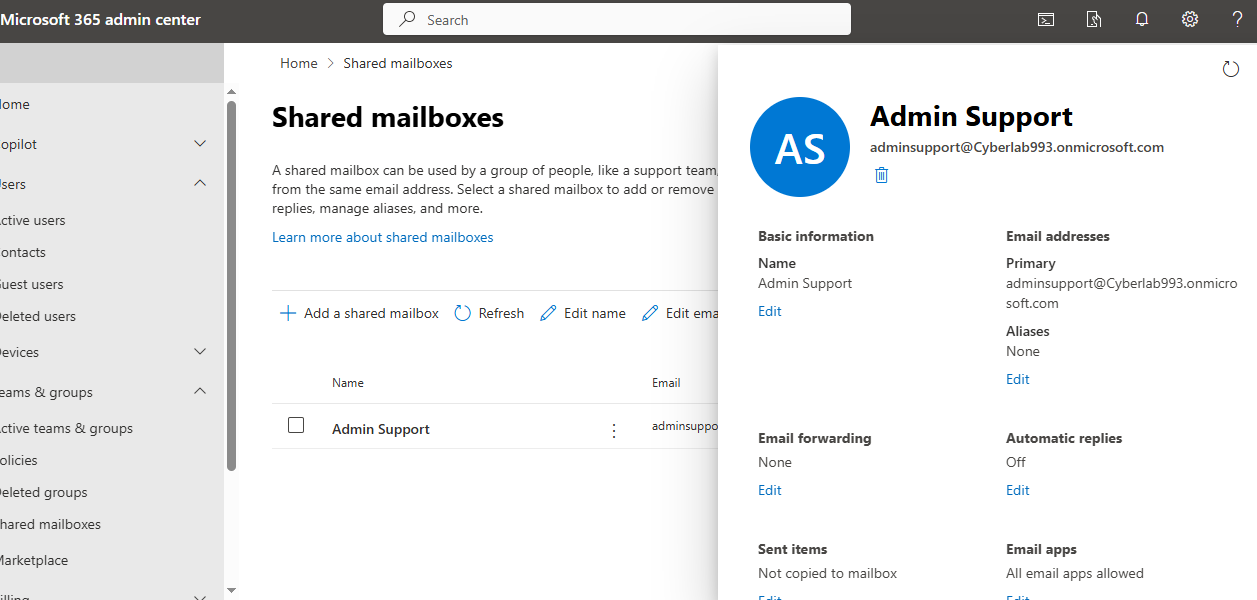 Microsoft 365 admin center
Search
ome
opilot
sers
ctive users
ontacts
uest users
eleted users
evices
eams & groups
ctive teams & groups
olicies
eleted groups
hared mailboxes
arketplace
illing
Home > Shared mailboxes
Shared mailboxes
A shared mailbox can be used by a group of people, like a support team,
from the same email address. Select a shared mailbox to add or remove
replies, manage aliases, and more.
Learn more about shared mailboxes
Add a shared mailbox Refresh Edit name Edit ema
Name Email
Admin Support adminsuppo
AS
Admin Support
adminsupport@Cyberlab993.onmicrosoft.com
Basic information
Name
Admin Support
Edit
Email addresses
Primary
adminsupport@Cyberlab993.onmicro
soft.com
Aliases
None
Edit
Email forwarding
None
Edit
Automatic replies
Off
Edit
Sent items
Not copied to mailbox
Edit
Email apps
All email apps allowed
Edit